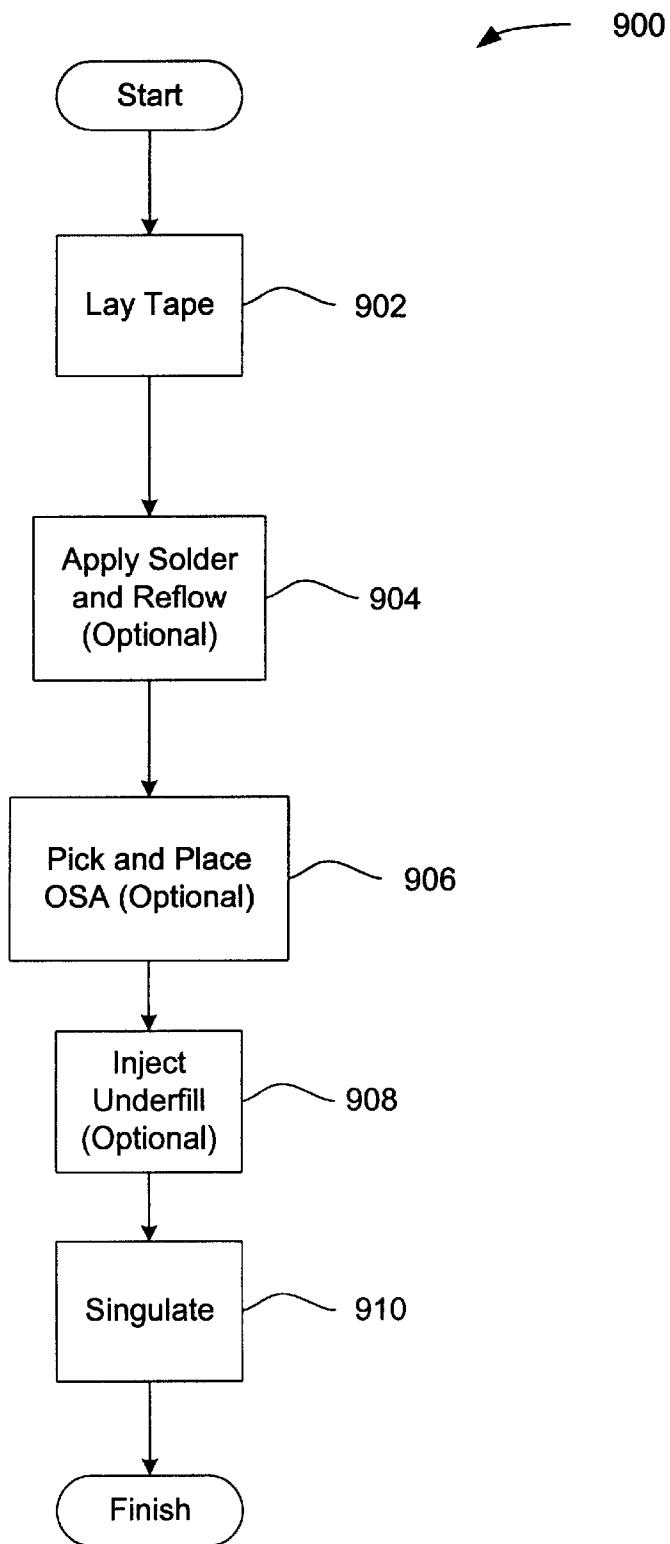 900
Start
Lay Tape
902
Apply Solder
and Reflow
(Optional)
904
Pick and Place
OSA (Optional)
906
Inject
Underfill
(Optional)
908
Singulate
910
Finish